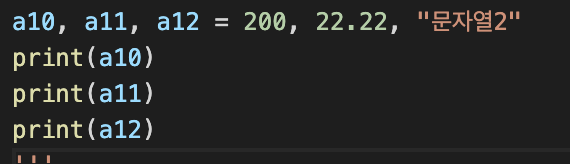 a10, a11, a12 = 200, 22.22, "문자열2"
print(a10)
print(a11)
print(a12)
'''